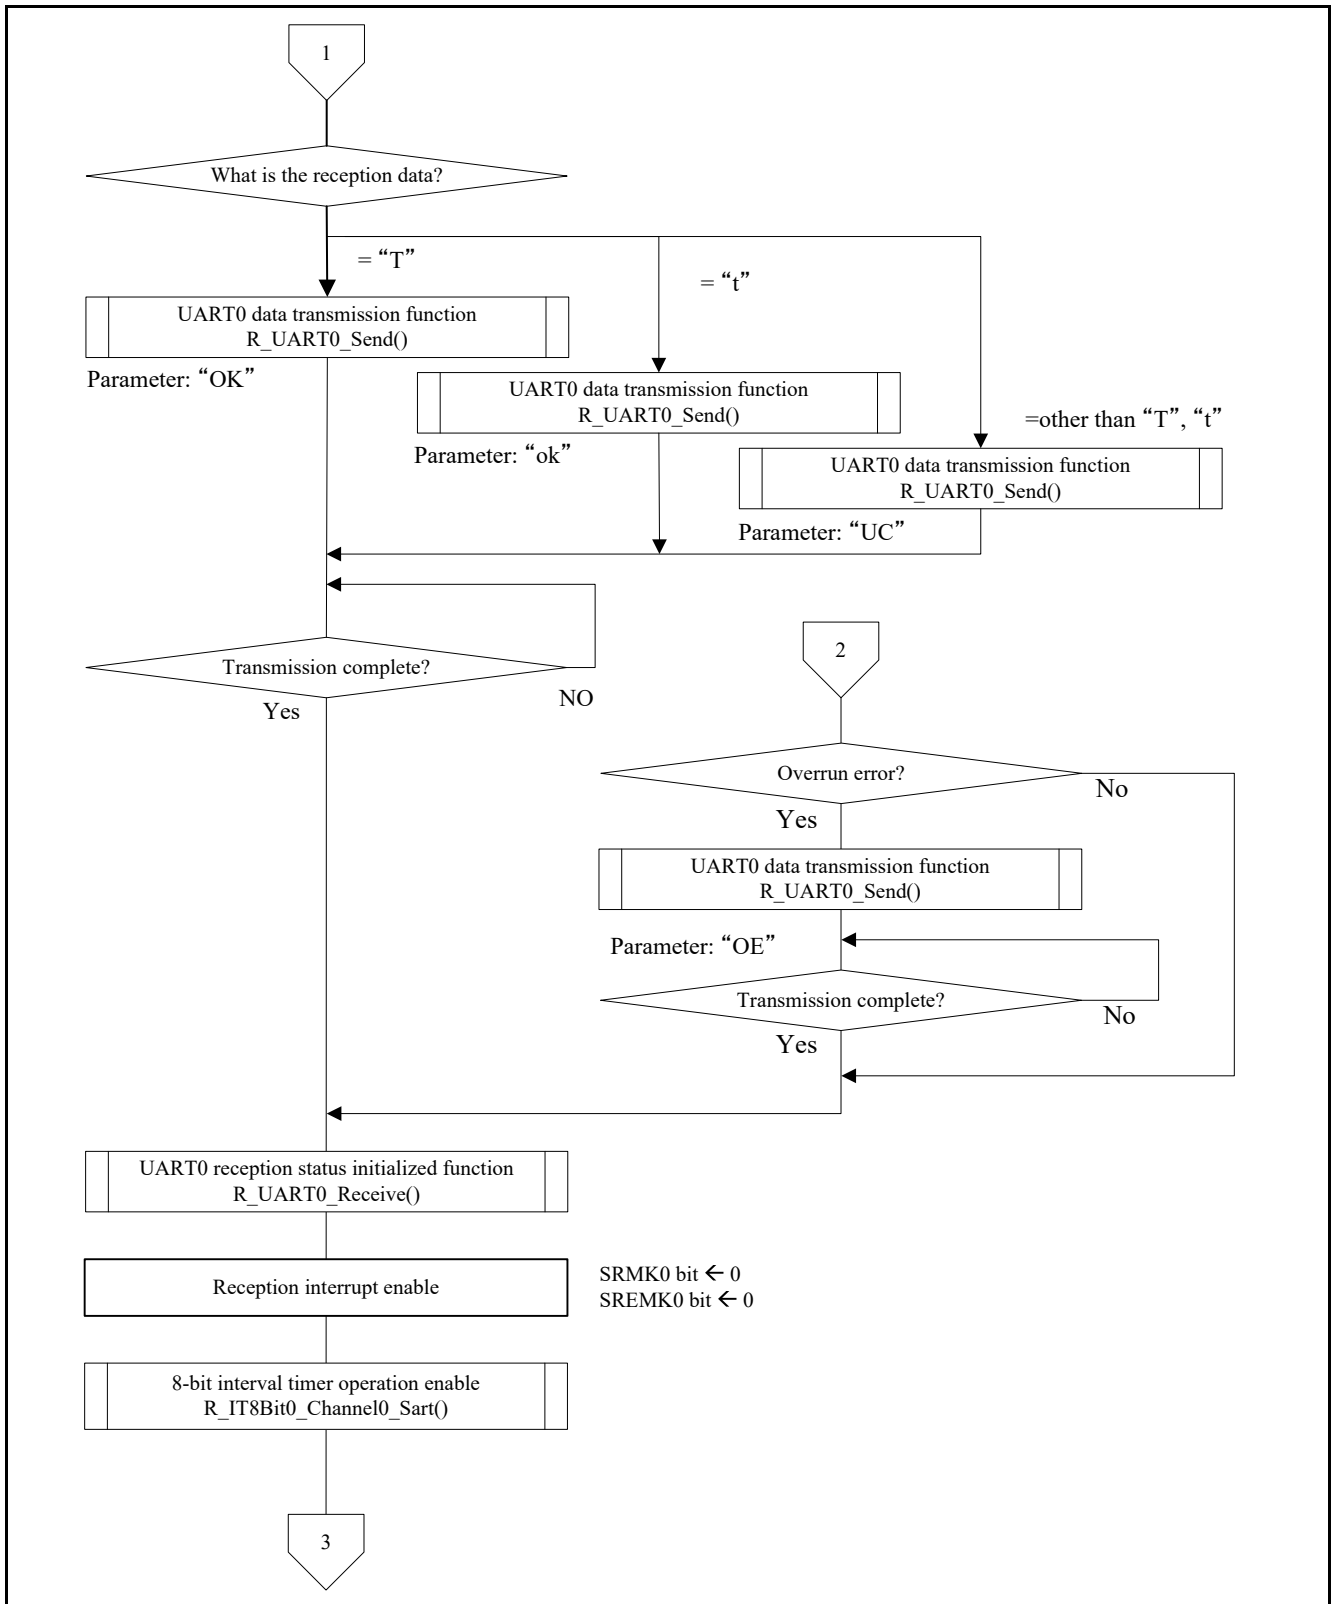 1
What is the reception data?
= “T”
= “t”
UART0 data transmission function
R_UART0_Send()
Parameter: “OK”
UART0 data transmission function
R_UART0_Send()
Parameter: “ok”
=other than “T”, “t”
UART0 data transmission function
R_UART0_Send()
Parameter: “UC”
Transmission complete?
NO
Yes
2
Overrun error?
No
Yes
UART0 data transmission function
R_UART0_Send()
Parameter: “OE”
Transmission complete?
No
Yes
UART0 reception status initialized function
R_UART0_Receive()
Reception interrupt enable
SRMK0 bit ← 0
SREMK0 bit ← 0
8-bit interval timer operation enable
R_IT8Bit0_Channel0_Sart()
3